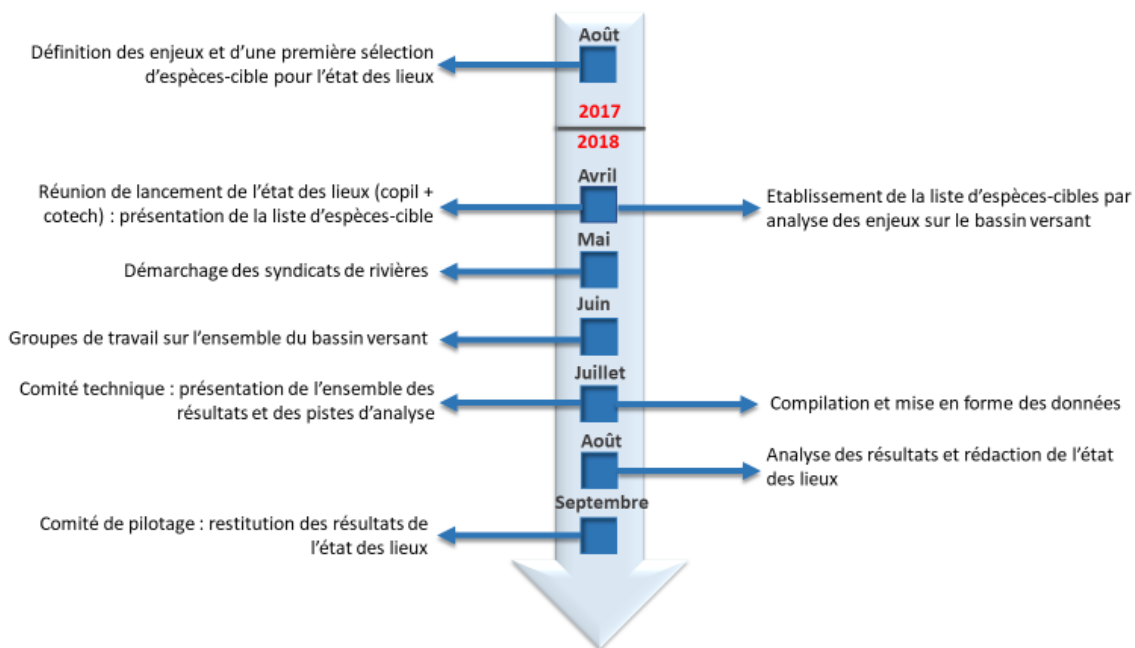 Août
Définition des enjeux et d'une première sélection
d'espèces-cible pour l'état des lieux
2017
2018
Avril
Réunion de lancement de l'état des lieux (copil +
cotech) : présentation de la liste d'espèces-cible
Etablissement de la liste d'espèces-cibles par
analyse des enjeux sur le bassin versant
Mai
Démarchage des syndicats de rivières
Juin
Groupes de travail sur l'ensemble du bassin versant
Juillet
Comité technique : présentation de l'ensemble des
résultats et des pistes d'analyse
Compilation et mise en forme des données
Août
Analyse des résultats et rédaction de l'état
des lieux
Septembre
Comité de pilotage : restitution des résultats de
l'état des lieux